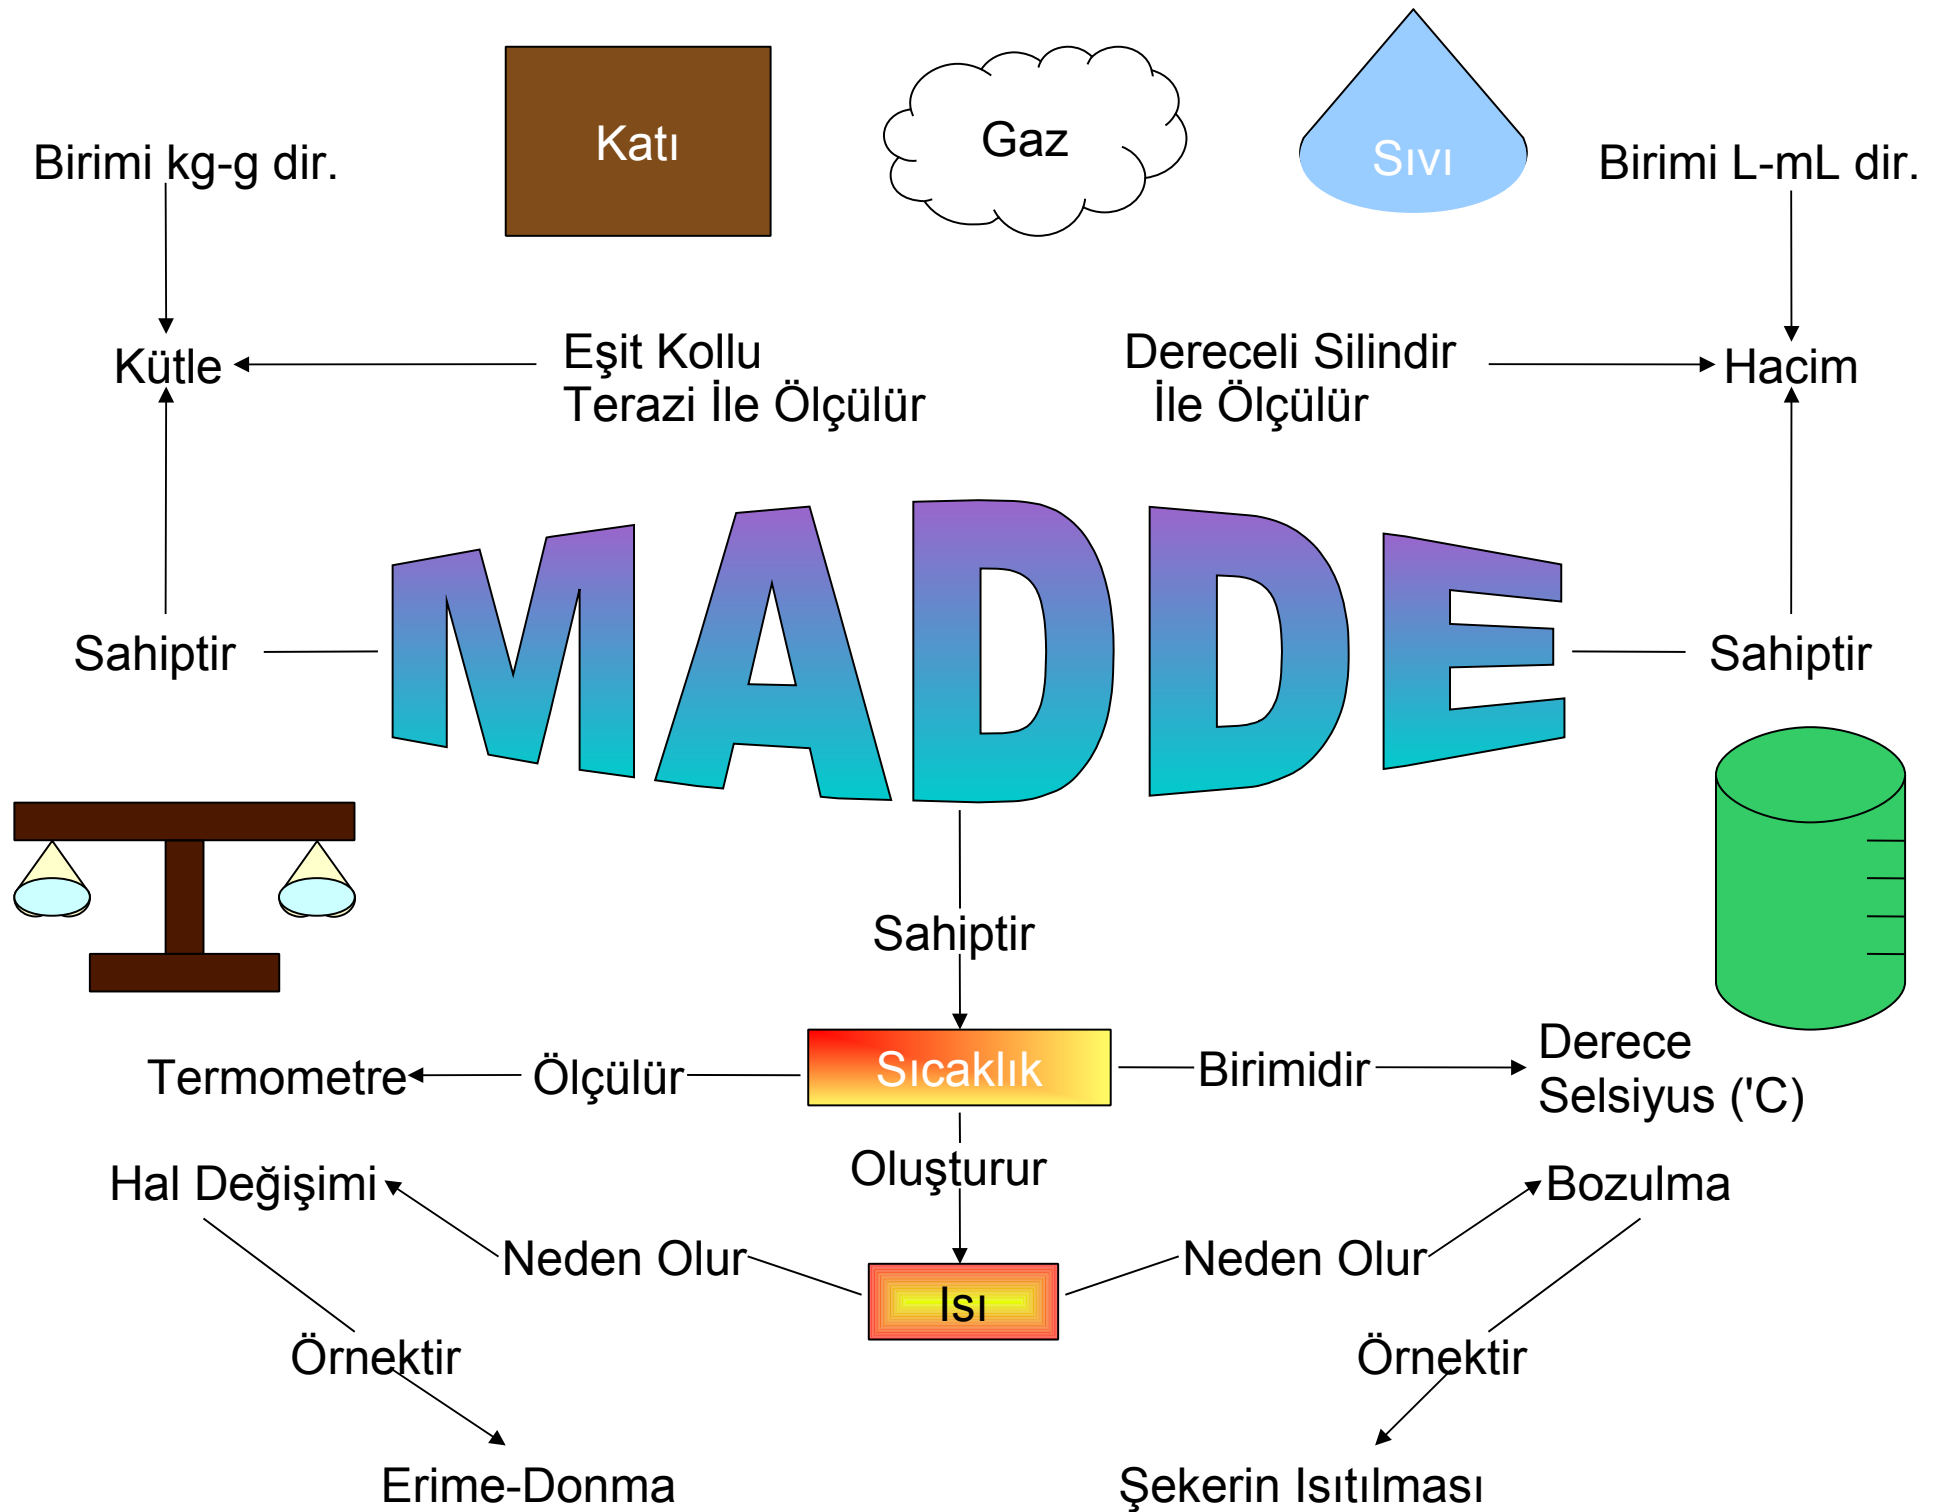 Katı
Gaz
Sıvı
Birimi kg-g dir.
Birimi L-mL dir.
Kütle
Eşit Kollu
Terazi İle Ölçülür
Dereceli Silindir
İle Ölçülür
Hacim
MADDE
Sahiptir
Sahiptir
Sahiptir
Sıcaklık
Termometre
Ölçülür
Birimidir
Derece
Selsiyus ('C)
Oluşturur
Hal Değişimi
Bozulma
Neden Olur
Neden Olur
Isı
Örnektir
Örnektir
Erime-Donma
Şekerin Isıtılması